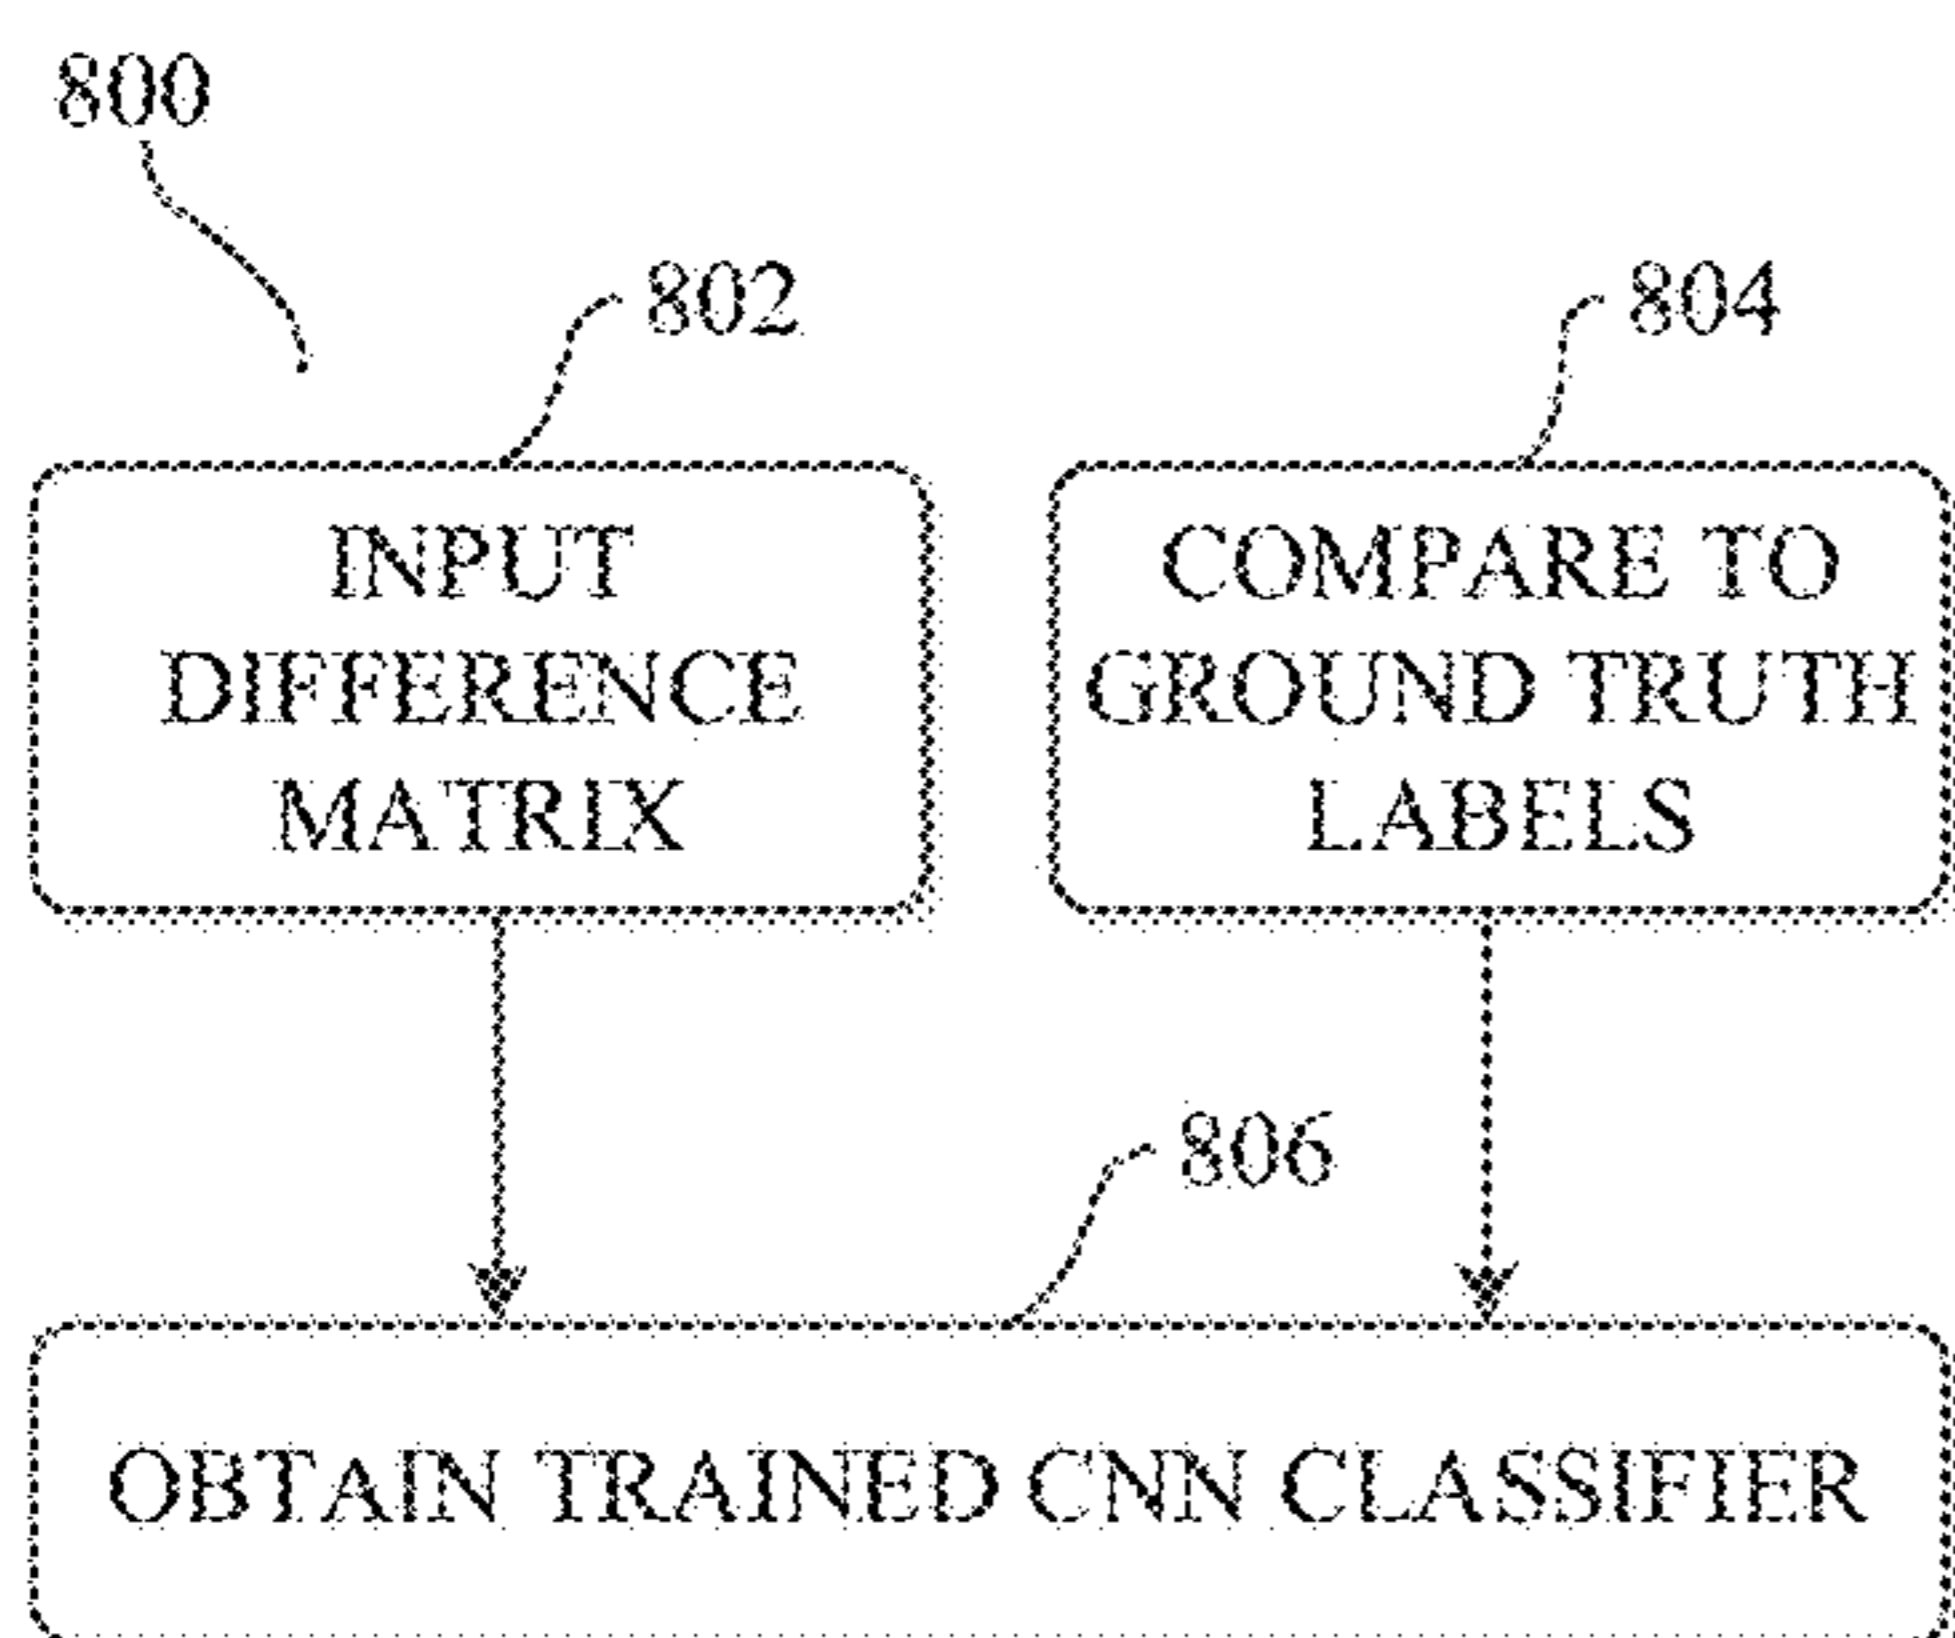 800
802
804
INPUT
DIFFERENCE
MATRIX
COMPARE TO
GROUND TRUTH
LABELS
806
OBTAIN TRAINED CNN CLASSIFIER